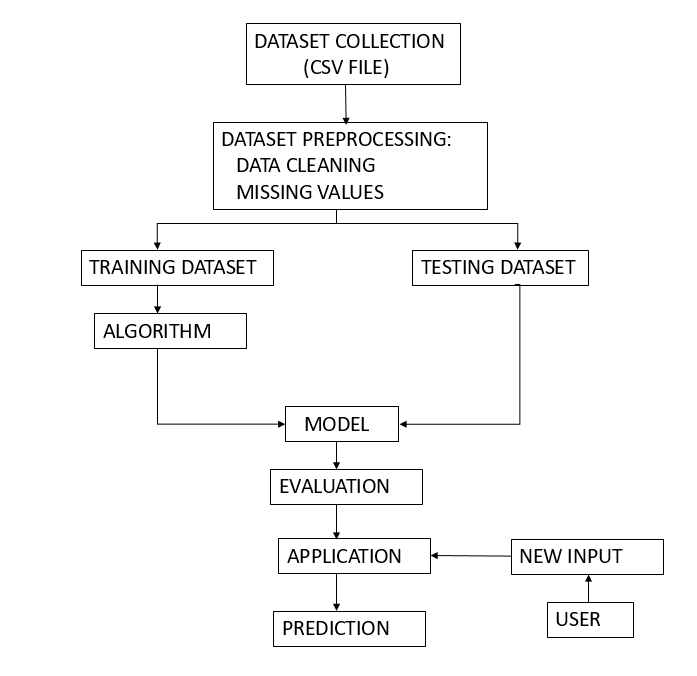 DATASET COLLECTION
(CSV FILE)
DATASET PREPROCESSING:
DATA CLEANING
MISSING VALUES
TRAINING DATASET
TESTING DATASET
ALGORITHM
MODEL
EVALUATION
APPLICATION
NEW INPUT
USER
PREDICTION